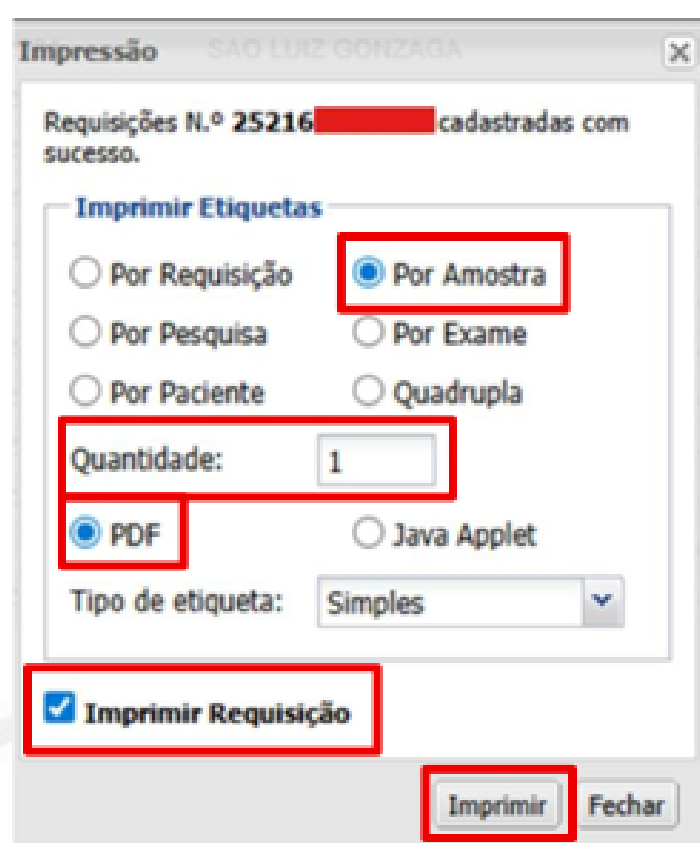 Impressão SAO LUIZ GONZAGA
Requisições N.º 25216 cadastradas com
sucesso.
Imprimir Etiquetas
Por Requisição Por Amostra
Por Pesquisa Por Exame
Por Paciente Quadrupla
Quantidade: 1
PDF Java Applet
Tipo de etiqueta: Simples
Imprimir Requisição
Imprimir Fechar